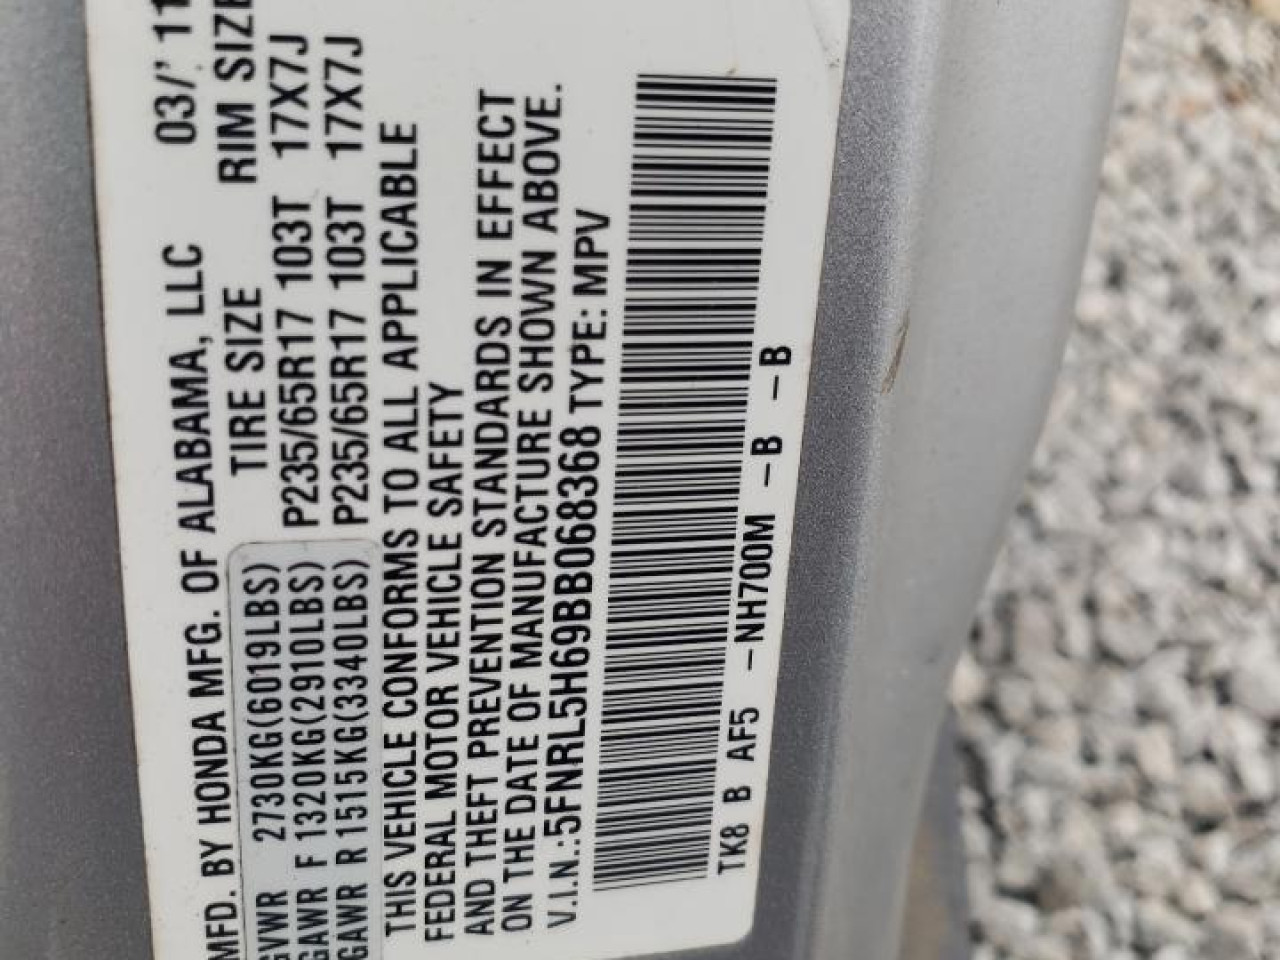 MFD. BY HONDA MFG. OF ALABAMA, LLC 03/' 11
TIRE SIZE RIM SIZE
GVWR 2730KG(6019LBS)
GAWR F 1320KG(2910LBS) P235/65R17 103T 17X7J
GAWR R 1515KG(3340LBS) P235/65R17 103T 17X7J
THIS VEHICLE CONFORMS TO ALL APPLICABLE
FEDERAL MOTOR VEHICLE SAFETY
AND THEFT PREVENTION STANDARDS IN EFFECT
ON THE DATE OF MANUFACTURE SHOWN ABOVE.
V.I.N.:5FNRL5H69BB068368 TYPE: MPV
TK8 B AF5 -NH700M -B -B